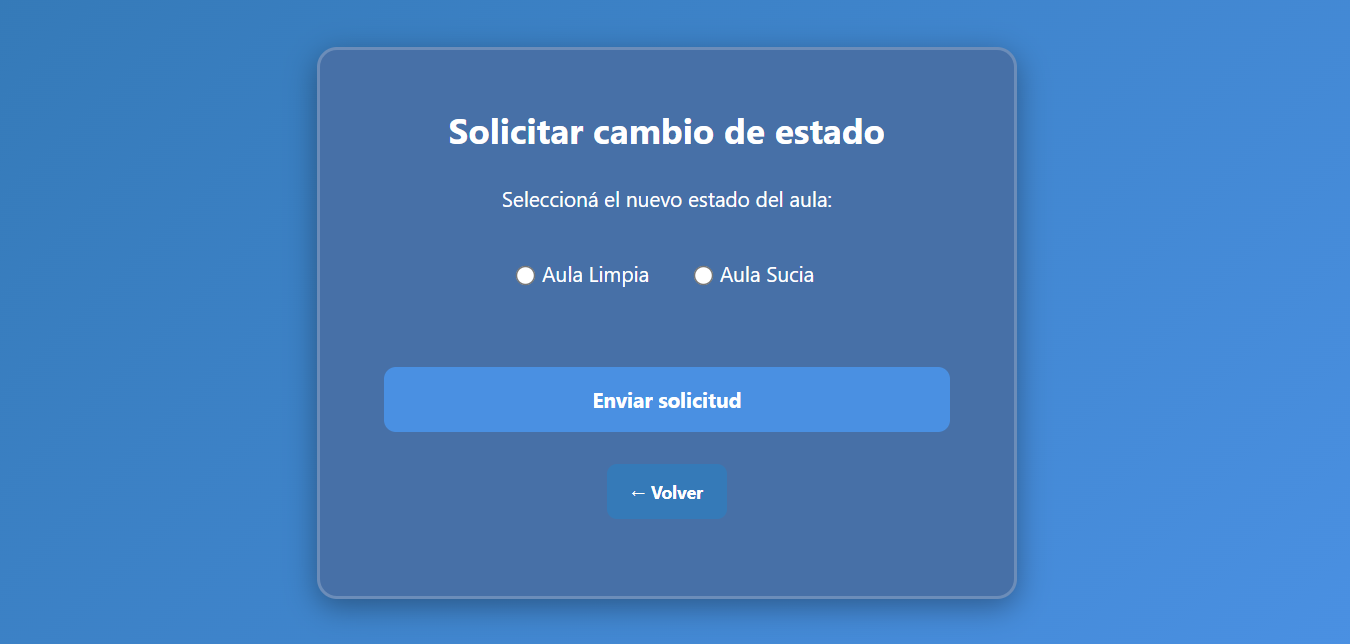 Solicitar cambio de estado
Seleccioná el nuevo estado del aula:
Aula Limpia Aula Sucia
Enviar solicitud
← Volver